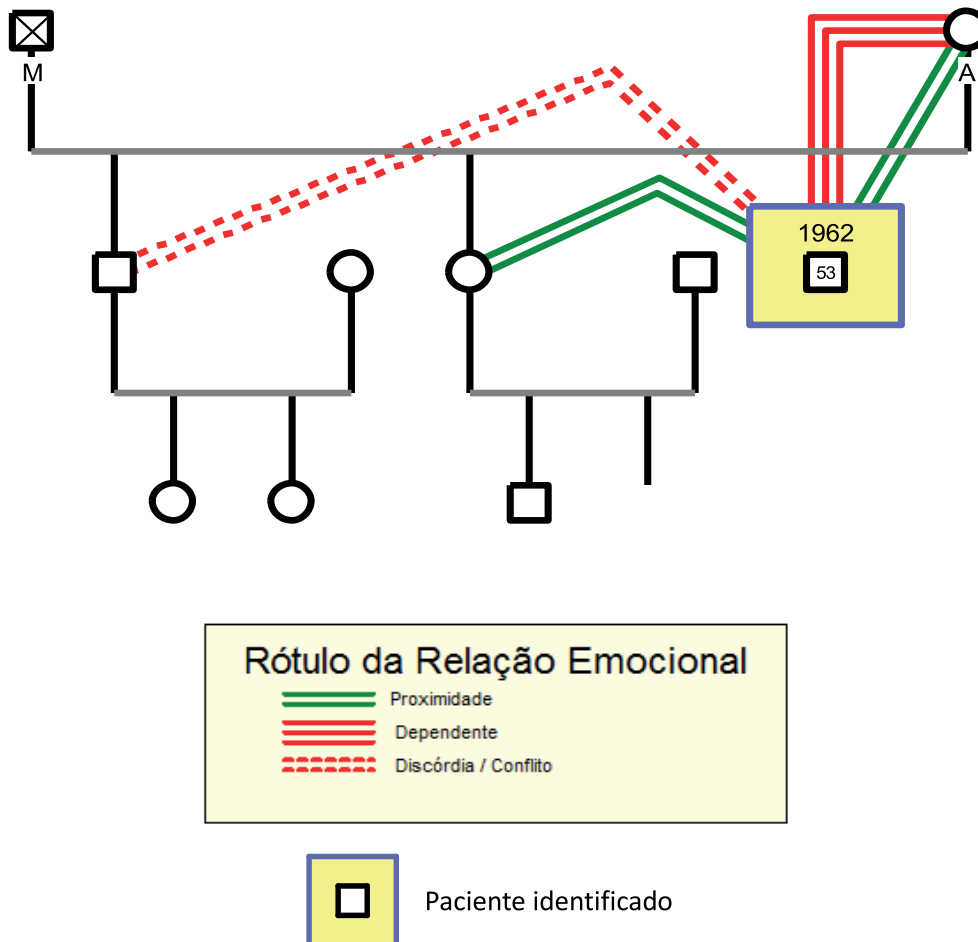 M
A
1962
53
Rótulo da Relação Emocional
Proximidade
Dependente
Discórdia / Conflito
Paciente identificado